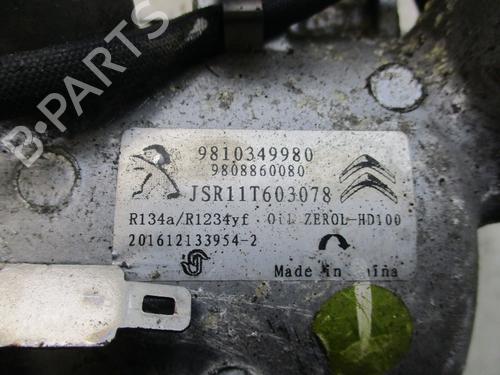 B-PARTS
9810349980
9808860080
JSR11T603078
R134a/R1234yf · Oil ZEROL-HD100
201612133954-2
Made in China